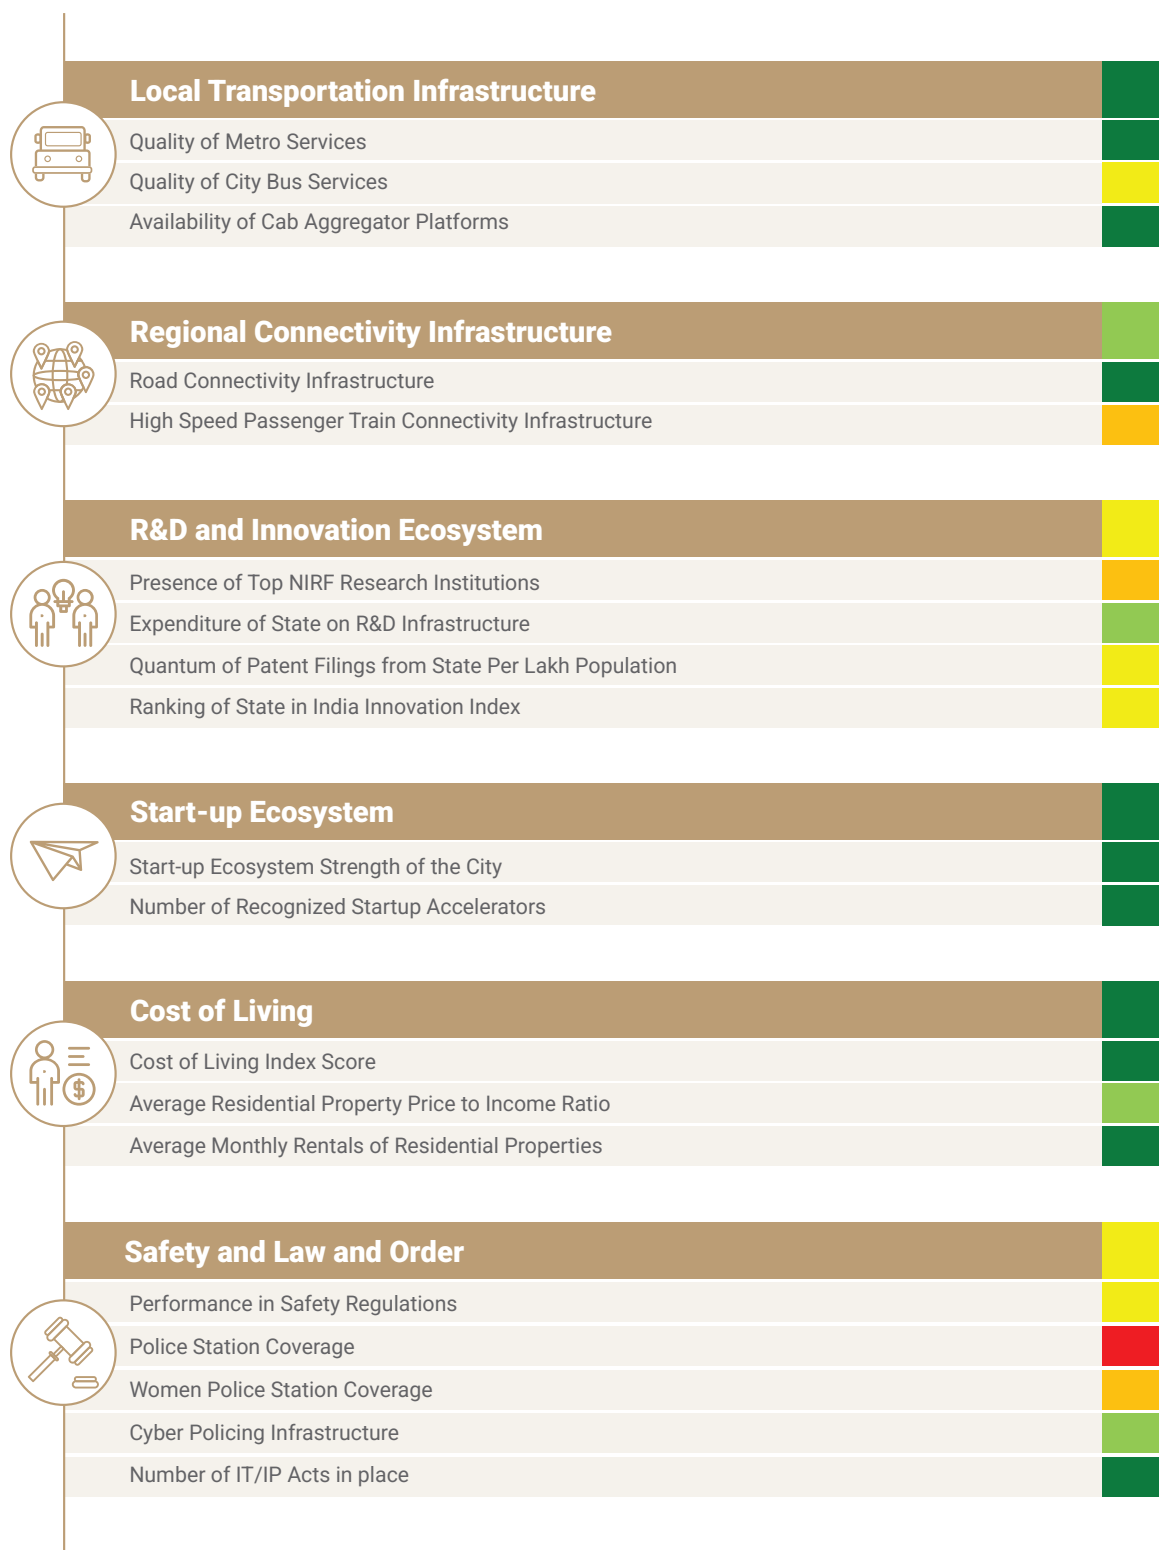 Local Transportation Infrastructure
Quality of Metro Services
Quality of City Bus Services
Availability of Cab Aggregator Platforms
Regional Connectivity Infrastructure
Road Connectivity Infrastructure
High Speed Passenger Train Connectivity Infrastructure
R&D and Innovation Ecosystem
Presence of Top NIRF Research Institutions
Expenditure of State on R&D Infrastructure
Quantum of Patent Filings from State Per Lakh Population
Ranking of State in India Innovation Index
Start-up Ecosystem
Start-up Ecosystem Strength of the City
Number of Recognized Startup Accelerators
Cost of Living
Cost of Living Index Score
Average Residential Property Price to Income Ratio
Average Monthly Rentals of Residential Properties
$
Safety and Law and Order
Performance in Safety Regulations
Police Station Coverage
Women Police Station Coverage
Cyber Policing Infrastructure
Number of IT/IP Acts in place